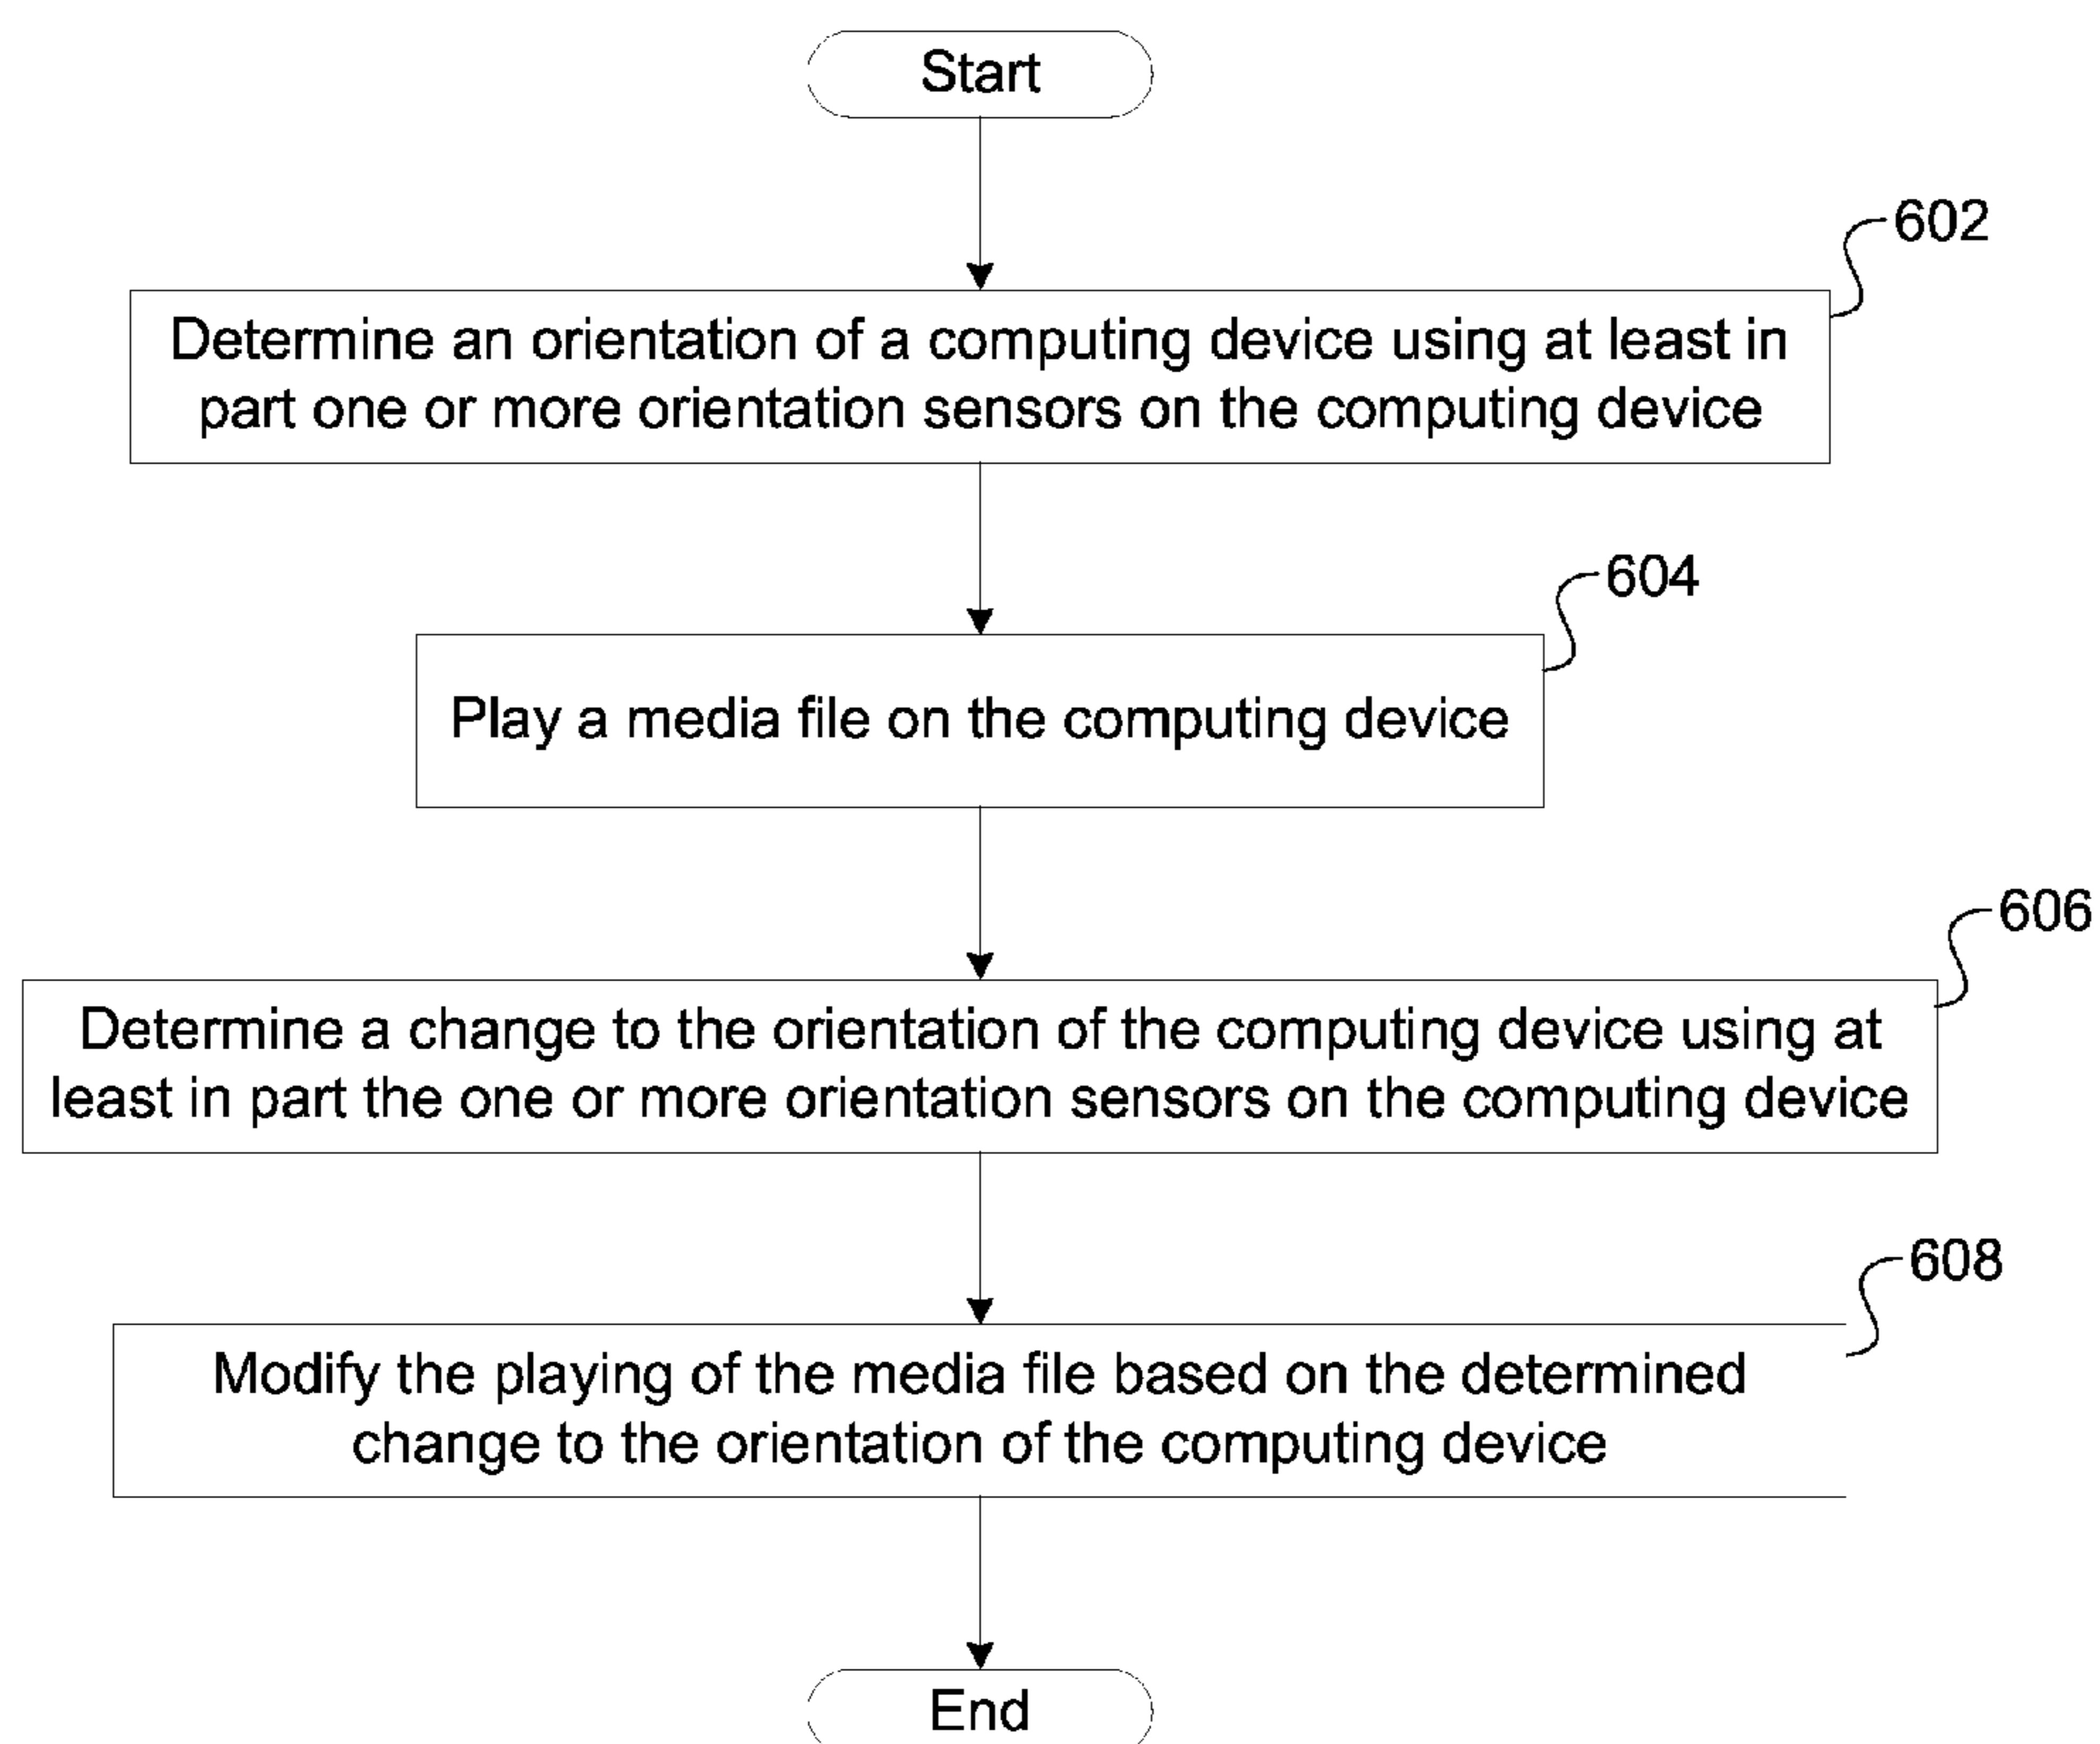 Start
602
Determine an orientation of a computing device using at least in
part one or more orientation sensors on the computing device
604
Play a media file on the computing device
606
Determine a change to the orientation of the computing device using at
least in part the one or more orientation sensors on the computing device
608
Modify the playing of the media file based on the determined
change to the orientation of the computing device
End